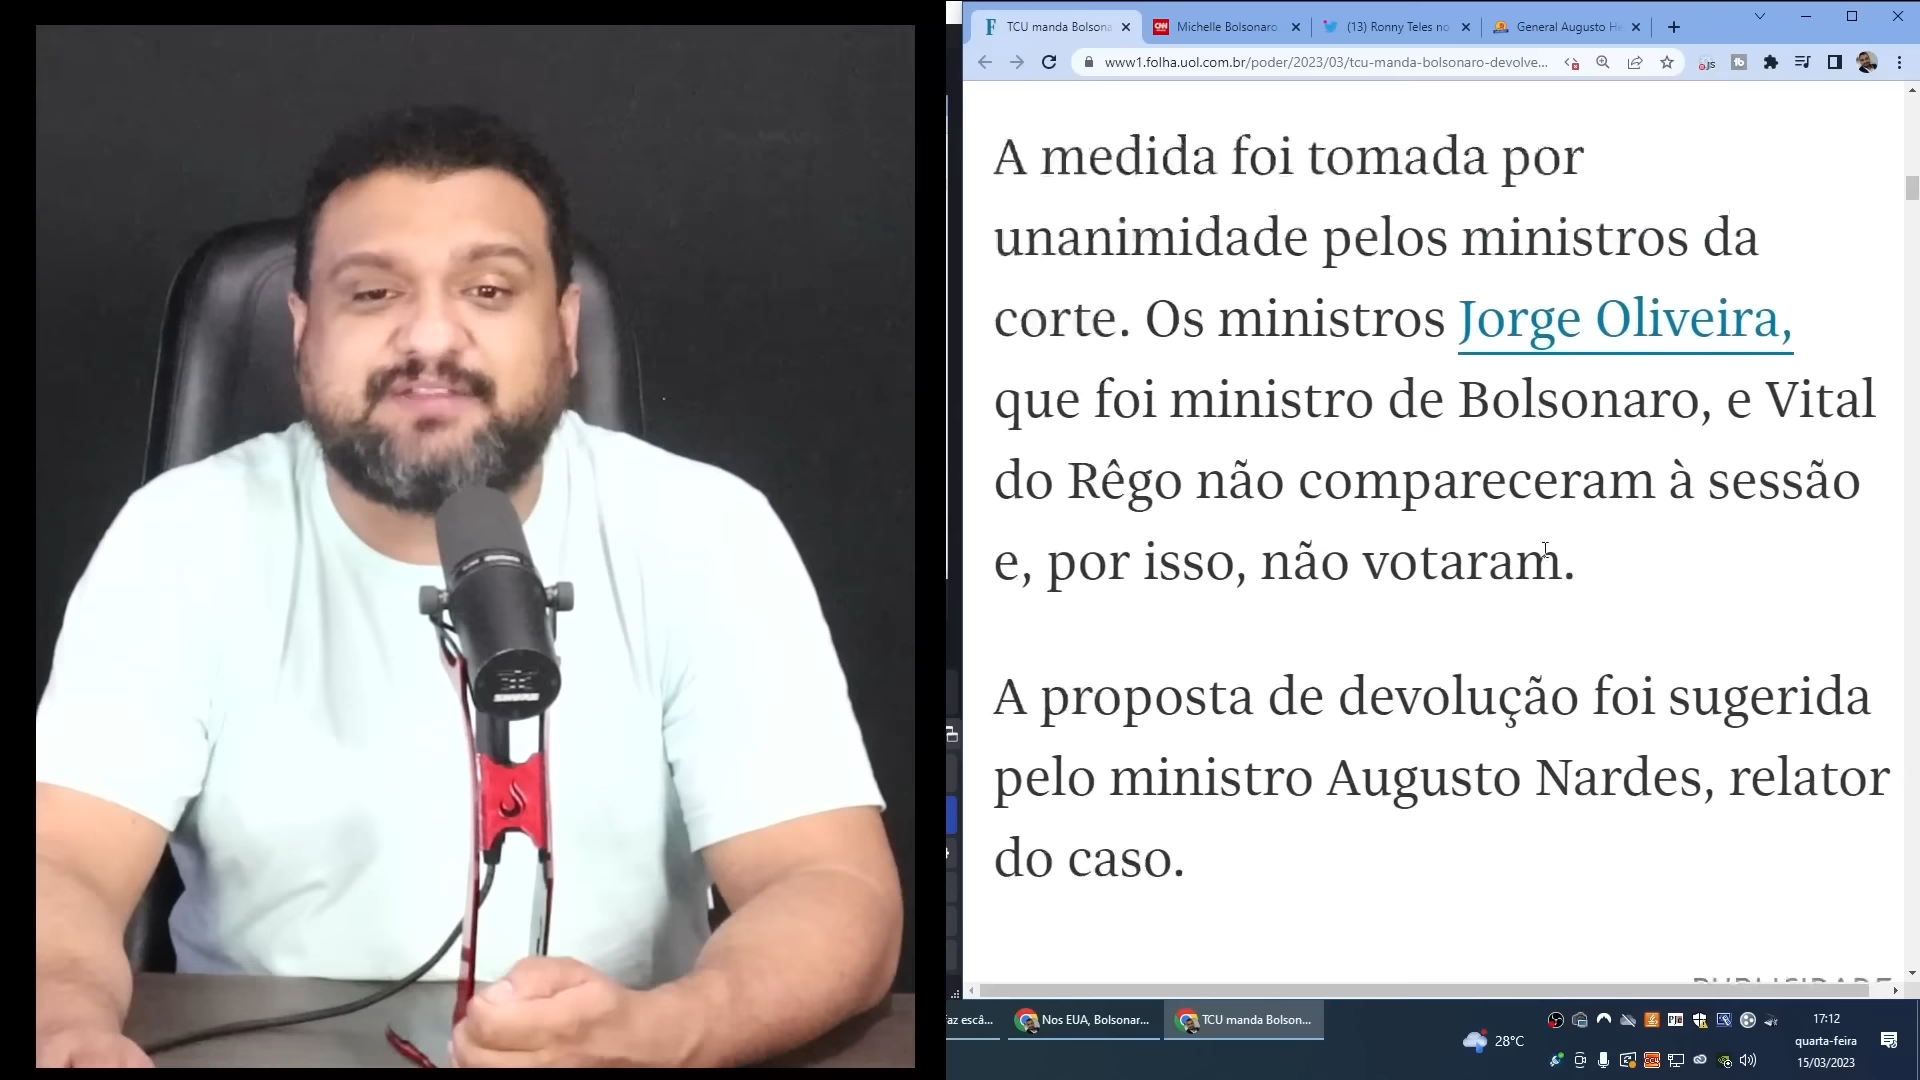 TCU manda Bolsona
Michelle Bolsonaro
(13) Ronny Teles no
General Augusto He
www1.folha.uol.com.br/poder/2023/03/tcu-manda-bolsonaro-devolve...
A medida foi tomada por
unanimidade pelos ministros da
corte. Os ministros Jorge Oliveira,
que foi ministro de Bolsonaro, e Vital
do Rêgo não compareceram à sessão
e, por isso, não votaram.
A proposta de devolução foi sugerida
pelo ministro Augusto Nardes, relator
do caso.
PUBLICIDADE
az escâ...
Nos EUA, Bolsonar...
TCU manda Bolson...
28°C
17:12
quarta-feira
15/03/2023